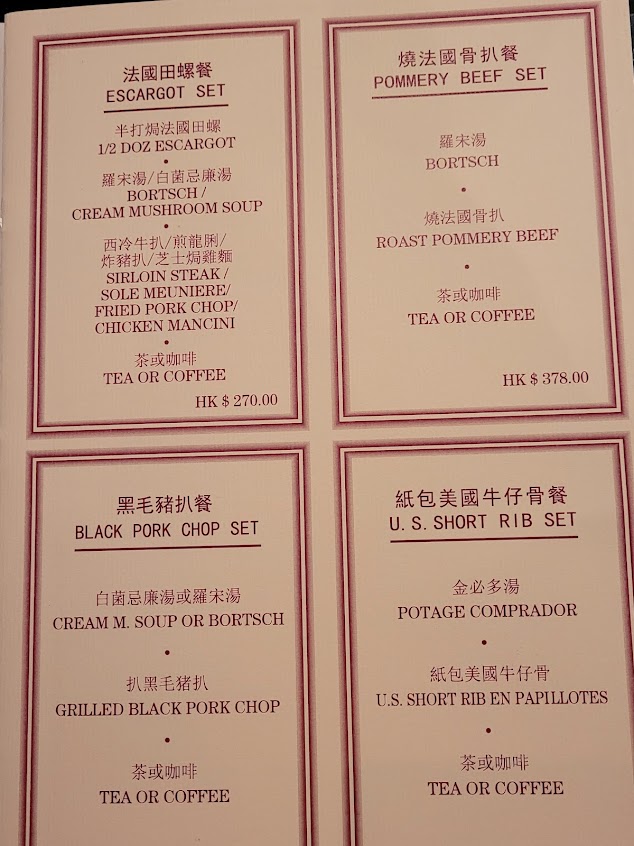 法國田螺餐
ESCARGOT SET
半打焗法國田螺
1/2 DOZ ESCARGOT
羅宋湯/白菌忌廉湯
BORTSCH /
CREAM MUSHROOM SOUP
西冷牛扒/煎龍脷/
炸豬扒/芝士焗雞麵
SIRLOIN STEAK /
SOLE MEUNIERE/
FRIED PORK CHOP/
CHICKEN MANCINI
茶或咖啡
TEA OR COFFEE
HK $ 270.00
燒法國骨扒餐
POMMERY BEEF SET
羅宋湯
BORTSCH
燒法國骨扒
ROAST POMMERY BEEF
茶或咖啡
TEA OR COFFEE
HK $ 378.00
黑毛豬扒餐
BLACK PORK CHOP SET
白菌忌廉湯或羅宋湯
CREAM M. SOUP OR BORTSCH
扒黑毛豬扒
GRILLED BLACK PORK CHOP
茶或咖啡
TEA OR COFFEE
紙包美國牛仔骨餐
U.S. SHORT RIB SET
金必多湯
POTAGE COMPRADOR
紙包美國牛仔骨
U.S. SHORT RIB EN PAPILLOTES
茶或咖啡
TEA OR COFFEE